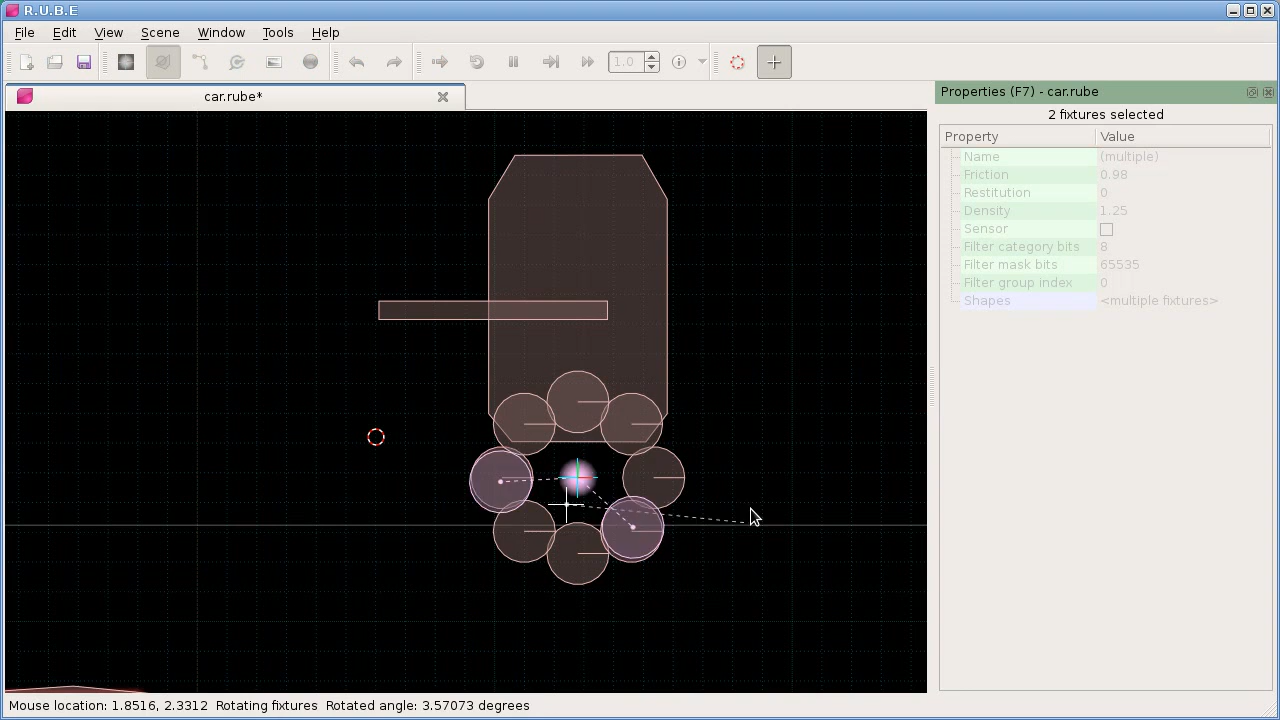 R.U.B.E
File Edit View Scene Window Tools Help
1.0
car.rube*
Properties (F7) - car.rube
2 fixtures selected
Property Value
Name (multiple)
Friction 0.98
Restitution 0
Density 1.25
Sensor
Filter category bits 8
Filter mask bits 65535
Filter group index 0
Shapes <multiple fixtures>
Mouse location: 1.8516, 2.3312 Rotating fixtures Rotated angle: 3.57073 degrees